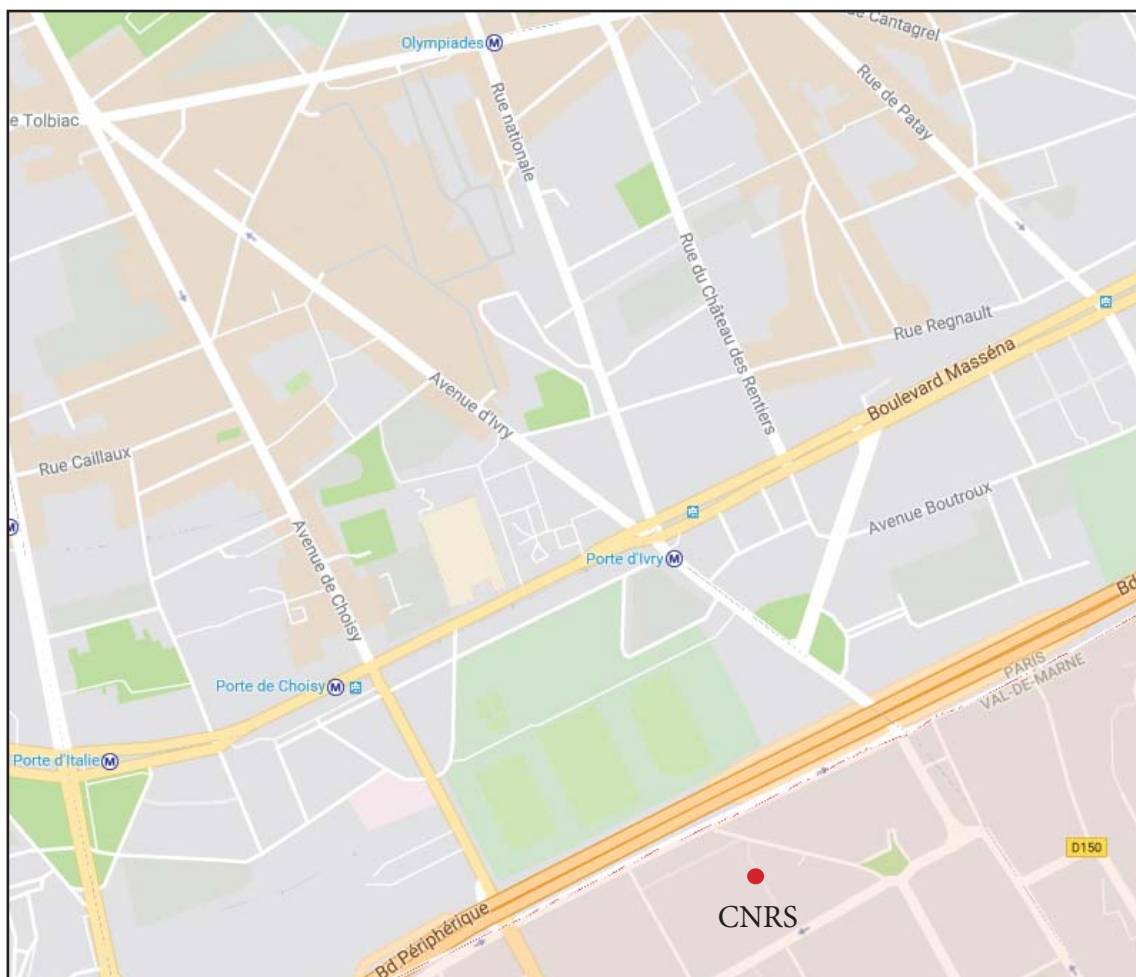 de Cantagrel
Olympiades M
Rue de Patay
Rue nationale
e Tolbiac
Rue du Château des Rentiers
Rue Regnault
Boulevard Masséna
Avenue d'Ivry
Rue Caillaux
Avenue Boutroux
M
Avenue de Choisy
Porte d'Ivry M
Bd
PARIS
VAL-DE-MARNE
Porte de Choisy M
Porte d'Italie M
D150
CNRS
Bd Périphérique